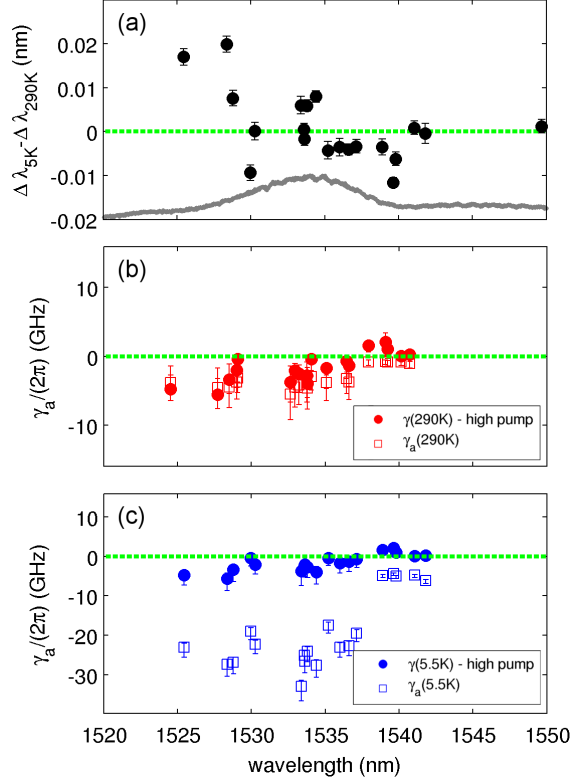 (a)
Δ λ5K-Δ λ290K (nm)
0.02
0.01
0
-0.01
-0.02
(b)
γa/(2π) (GHz)
10
0
-10
γ(290K) - high pump
γa(290K)
(c)
γa/(2π) (GHz)
10
0
-10
-20
-30
γ(5.5K) - high pump
γa(5.5K)
1520 1525 1530 1535 1540 1545 1550
wavelength (nm)